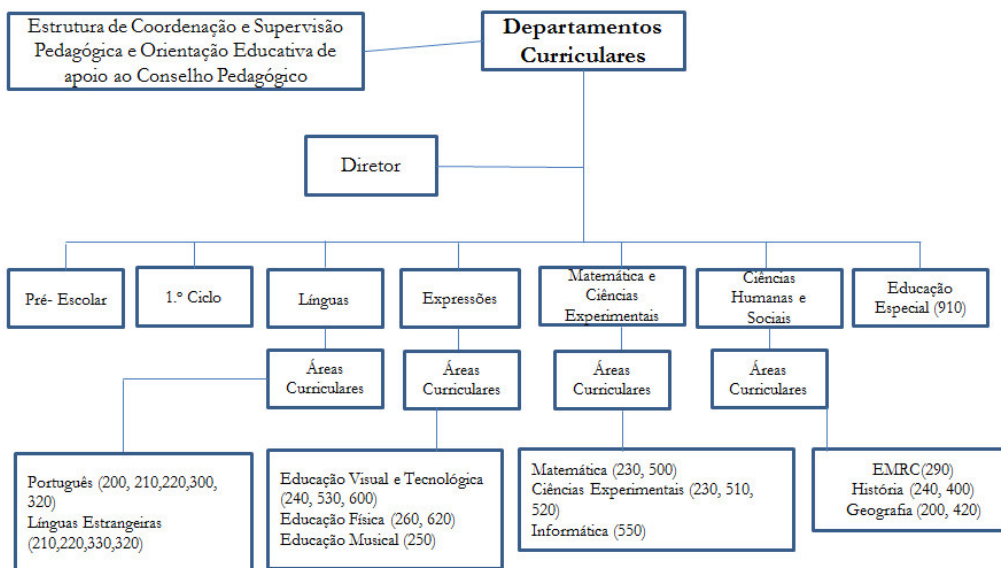 Estrutura de Coordenação e Supervisão
Pedagógica e Orientação Educativa de
apoio ao Conselho Pedagógico
Departamentos
Curriculares
Diretor
Pré- Escolar
1.º Ciclo
Línguas
Expressões
Matemática e
Ciências
Experimentais
Ciências
Humanas e
Sociais
Educação
Especial (910)
Áreas
Curriculares
Áreas
Curriculares
Áreas
Curriculares
Áreas
Curriculares
Português (200, 210,220,300,
320)
Línguas Estrangeiras
(210,220,330,320)
Educação Visual e Tecnológica
(240, 530, 600)
Educação Física (260, 620)
Educação Musical (250)
Matemática (230, 500)
Ciências Experimentais (230, 510,
520)
Informática (550)
EMRC(290)
História (240, 400)
Geografia (200, 420)